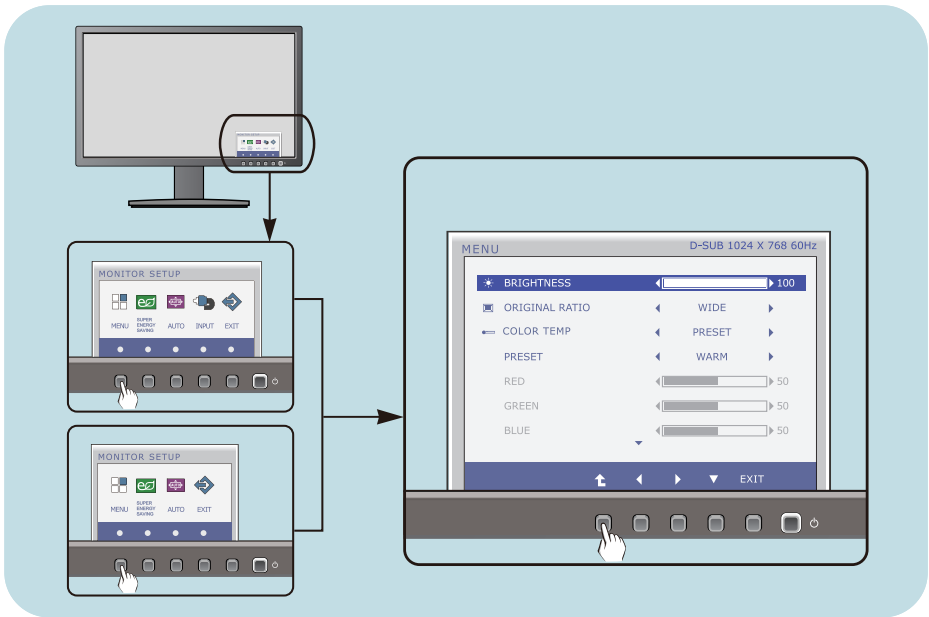 MONITOR SETUP
MENU
SUPER
ENERGY
SAVING
AUTO
INPUT
EXIT
MONITOR SETUP
MENU
SUPER
ENERGY
SAVING
AUTO
EXIT
MENU D-SUB 1024 X 768 60Hz
BRIGHTNESS 100
ORIGINAL RATIO WIDE
COLOR TEMP PRESET
PRESET WARM
RED 50
GREEN 50
BLUE 50
EXIT